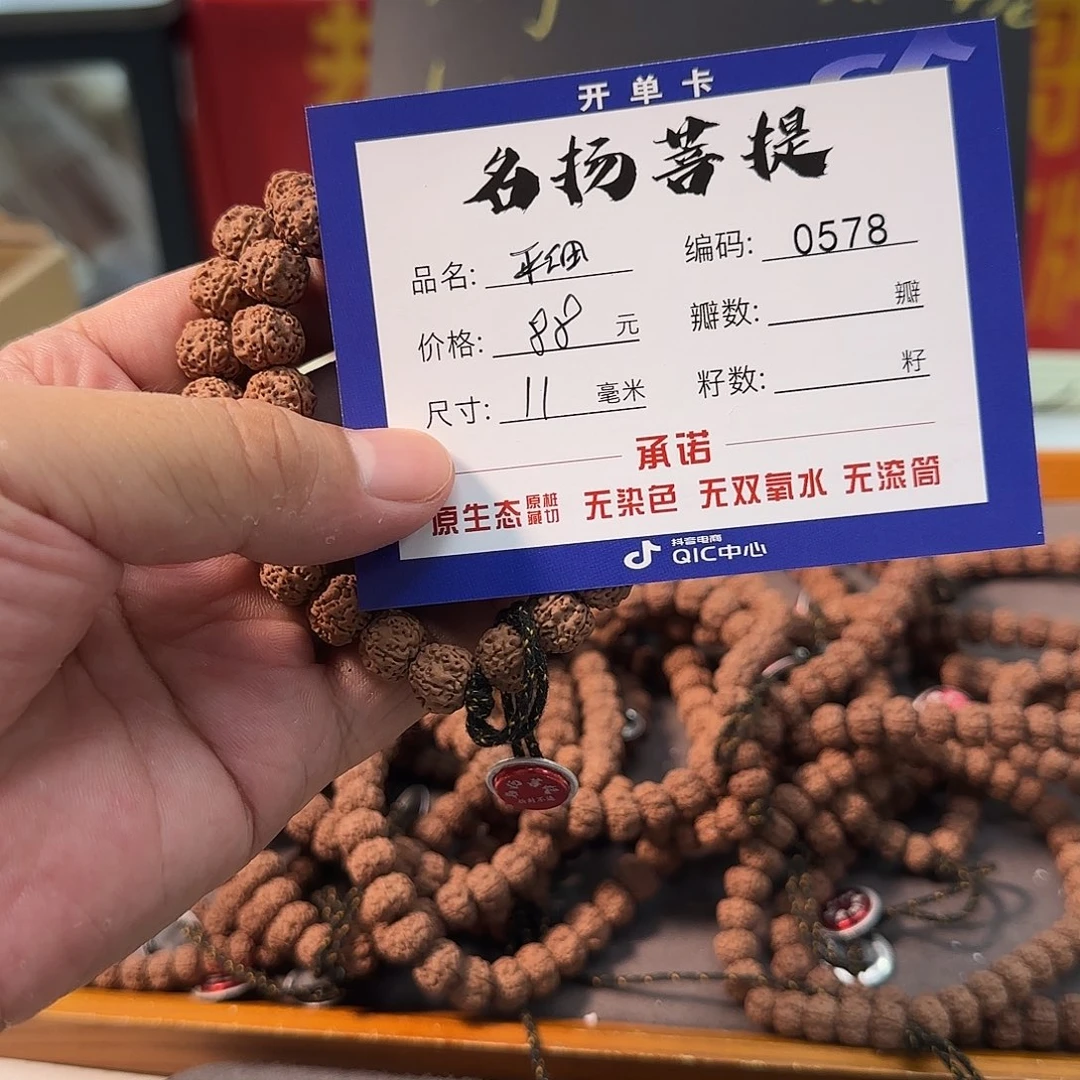 开单卡
名扬菩提
品名: 平细
编码: 0578
价格: 88 元
瓣数: 瓣
尺寸: 11 毫米
籽数: 籽
承诺
原生态 原桩藏切 无染色 无双氧水 无滚筒
抖音电商
QIC中心